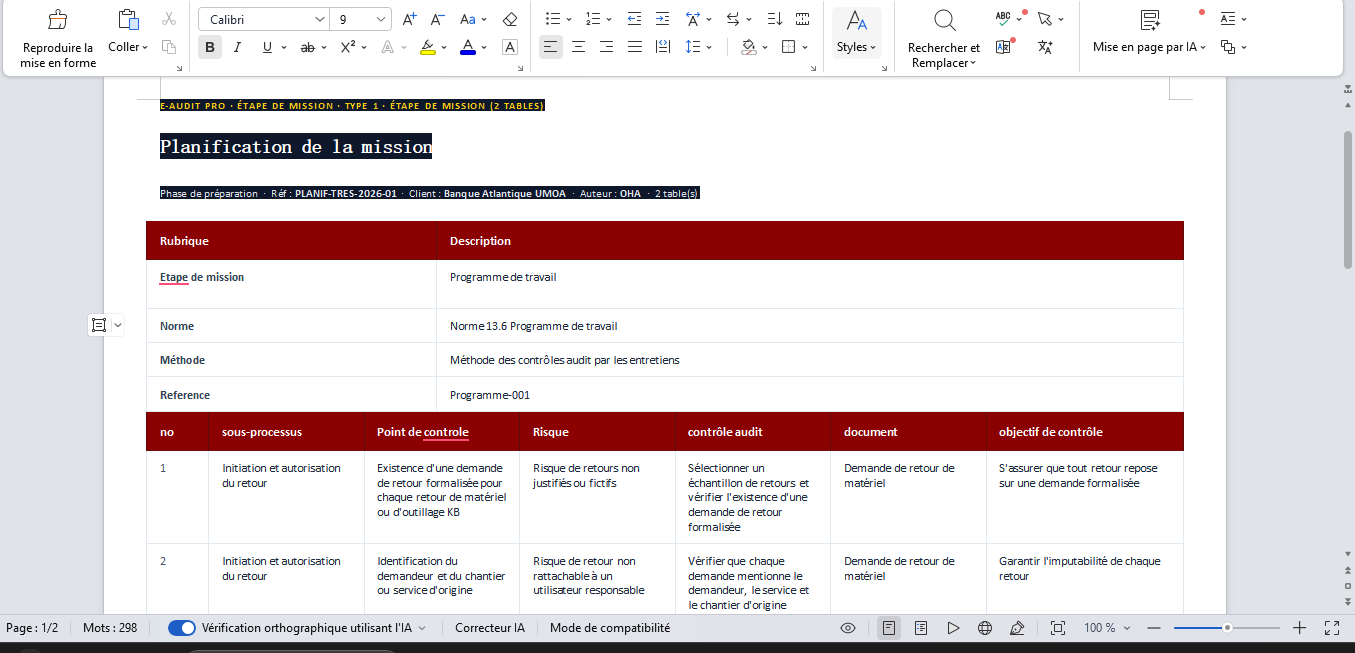 Calibri
9
Aa
Reproduire la
mise en forme
Coller
B I U ab X² A A A
Styles
Rechercher et
Remplacer
ABC
Mise en page par IA
E-AUDIT PRO · ÉTAPE DE MISSION · TYPE 1 · ÉTAPE DE MISSION (2 TABLES)
Planification de la mission
Phase de préparation · Réf : PLANIF-TRES-2026-01 · Client : Banque Atlantique UMOA · Auteur : OHA · 2 table(s)
Rubrique Description
Etape de mission Programme de travail
Norme Norme 13.6 Programme de travail
Méthode Méthode des contrôles audit par les entretiens
Reference Programme-001
no sous-processus Point de controle Risque contrôle audit document objectif de contrôle
1 Initiation et autorisation Existence d'une demande Risque de retours non Sélectionner un Demande de retour de S'assurer que tout retour repose
du retour de retour formalisée pour justifiés ou fictifs échantillon de retours et matériel sur une demande formalisée
chaque retour de matériel vérifier l'existence d'une
ou d'outillage KB demande de retour
formalisée
2 Initiation et autorisation Identification du Risque de retour non Vérifier que chaque Demande de retour de Garantir l'imputabilité de chaque
du retour demandeur et du chantier rattachable à un demande mentionne le matériel retour
ou service d'origine utilisateur responsable demandeur, le service et
le chantier d'origine
Page : 1/2 Mots : 298 Vérification orthographique utilisant l'IA Correcteur IA Mode de compatibilité 100 %